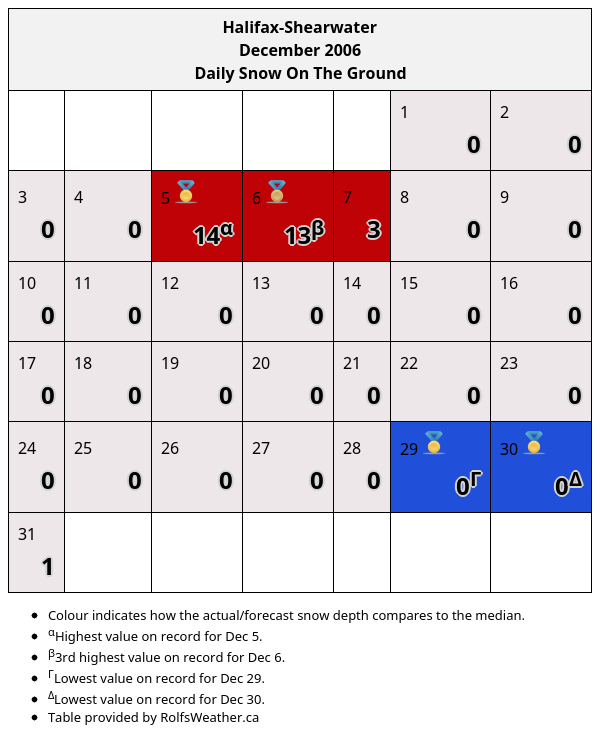 Halifax-Shearwater
December 2006
Daily Snow On The Ground
1 2
0 0
3 4 5 6 7 8 9
0 0 14α 13β 3 0 0
10 11 12 13 14 15 16
0 0 0 0 0 0 0
17 18 19 20 21 22 23
0 0 0 0 0 0 0
24 25 26 27 28 29 30
0 0 0 0 0 0Γ 0Δ
31
1
• Colour indicates how the actual/forecast snow depth compares to the median.
• αHighest value on record for Dec 5.
• β3rd highest value on record for Dec 6.
• ΓLowest value on record for Dec 29.
• ΔLowest value on record for Dec 30.
• Table provided by RolfsWeather.ca